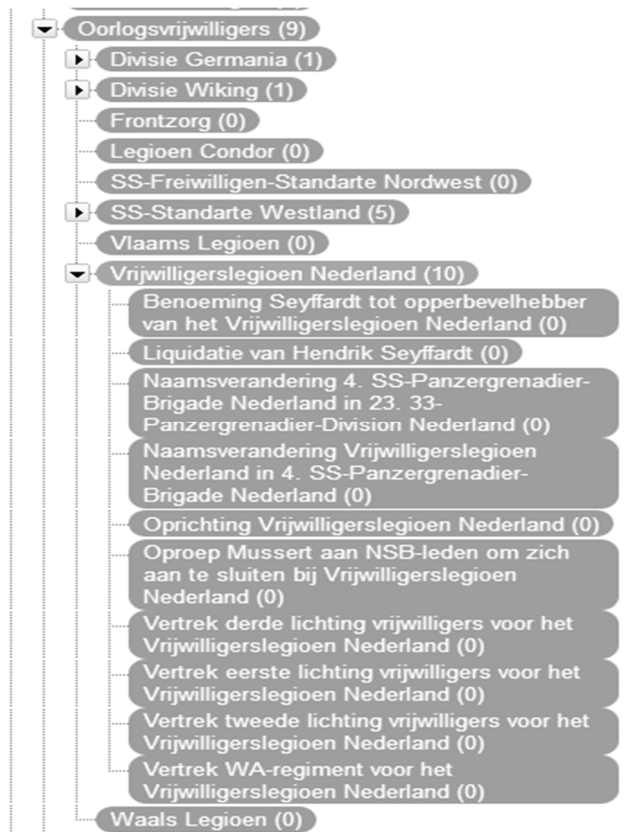 Oorlogsvrijwilligers (9)
Divisie Germania (1)
Divisie Wiking (1)
Frontzorg (0)
Legioen Condor (0)
SS-Freiwilligen-Standarte Nordwest (0)
SS-Standarte Westland (5)
Vlaams Legioen (0)
Vrijwilligerslegioen Nederland (10)
Benoeming Seyffardt tot opperbevelhebber
van het Vrijwilligerslegioen Nederland (0)
Liquidatie van Hendrik Seyffardt (0)
Naamsverandering 4. SS-Panzergrenadier-
Brigade Nederland in 23. 33-
Panzergrenadier-Division Nederland (0)
Naamsverandering Vrijwilligerslegioen
Nederland in 4. SS-Panzergrenadier-
Brigade Nederland (0)
Oprichting Vrijwilligerslegioen Nederland (0)
Oproep Mussert aan NSB-leden om zich
aan te sluiten bij Vrijwilligerslegioen
Nederland (0)
Vertrek derde lichting vrijwilligers voor het
Vrijwilligerslegioen Nederland (0)
Vertrek eerste lichting vrijwilligers voor het
Vrijwilligerslegioen Nederland (0)
Vertrek tweede lichting vrijwilligers voor het
Vrijwilligerslegioen Nederland (0)
Vertrek WA-regiment voor het
Vrijwilligerslegioen Nederland (0)
Waals Legioen (0)